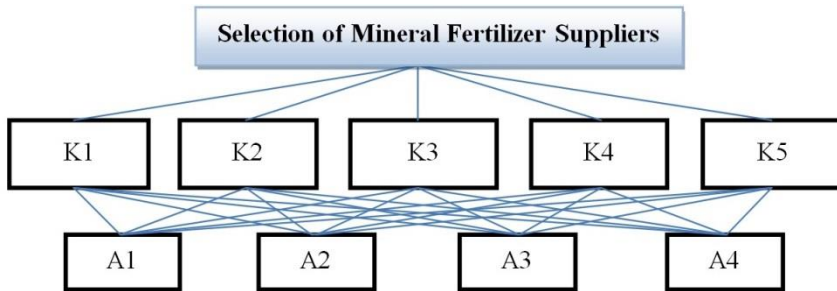 Selection of Mineral Fertilizer Suppliers
K1 K2 K3 K4 K5
A1 A2 A3 A4